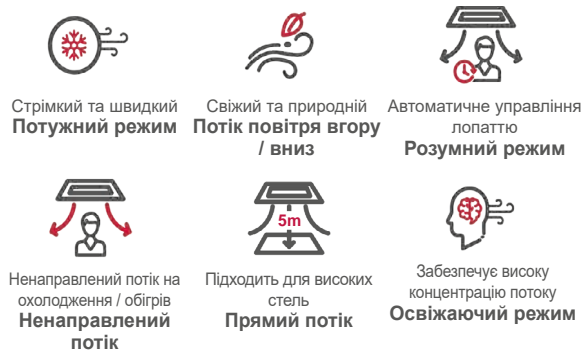 Стрімкий та швидкий
Потужний режим
Свіжий та природній
Потік повітря вгору
/ вниз
Автоматичне управління
лопаттю
Розумний режим
Ненаправлений потік на
охолодження / обігрів
Ненаправлений
потік
5m
Підходить для високих
стель
Прямий потік
Забезпечує високу
концентрацію потоку
Освіжаючий режим